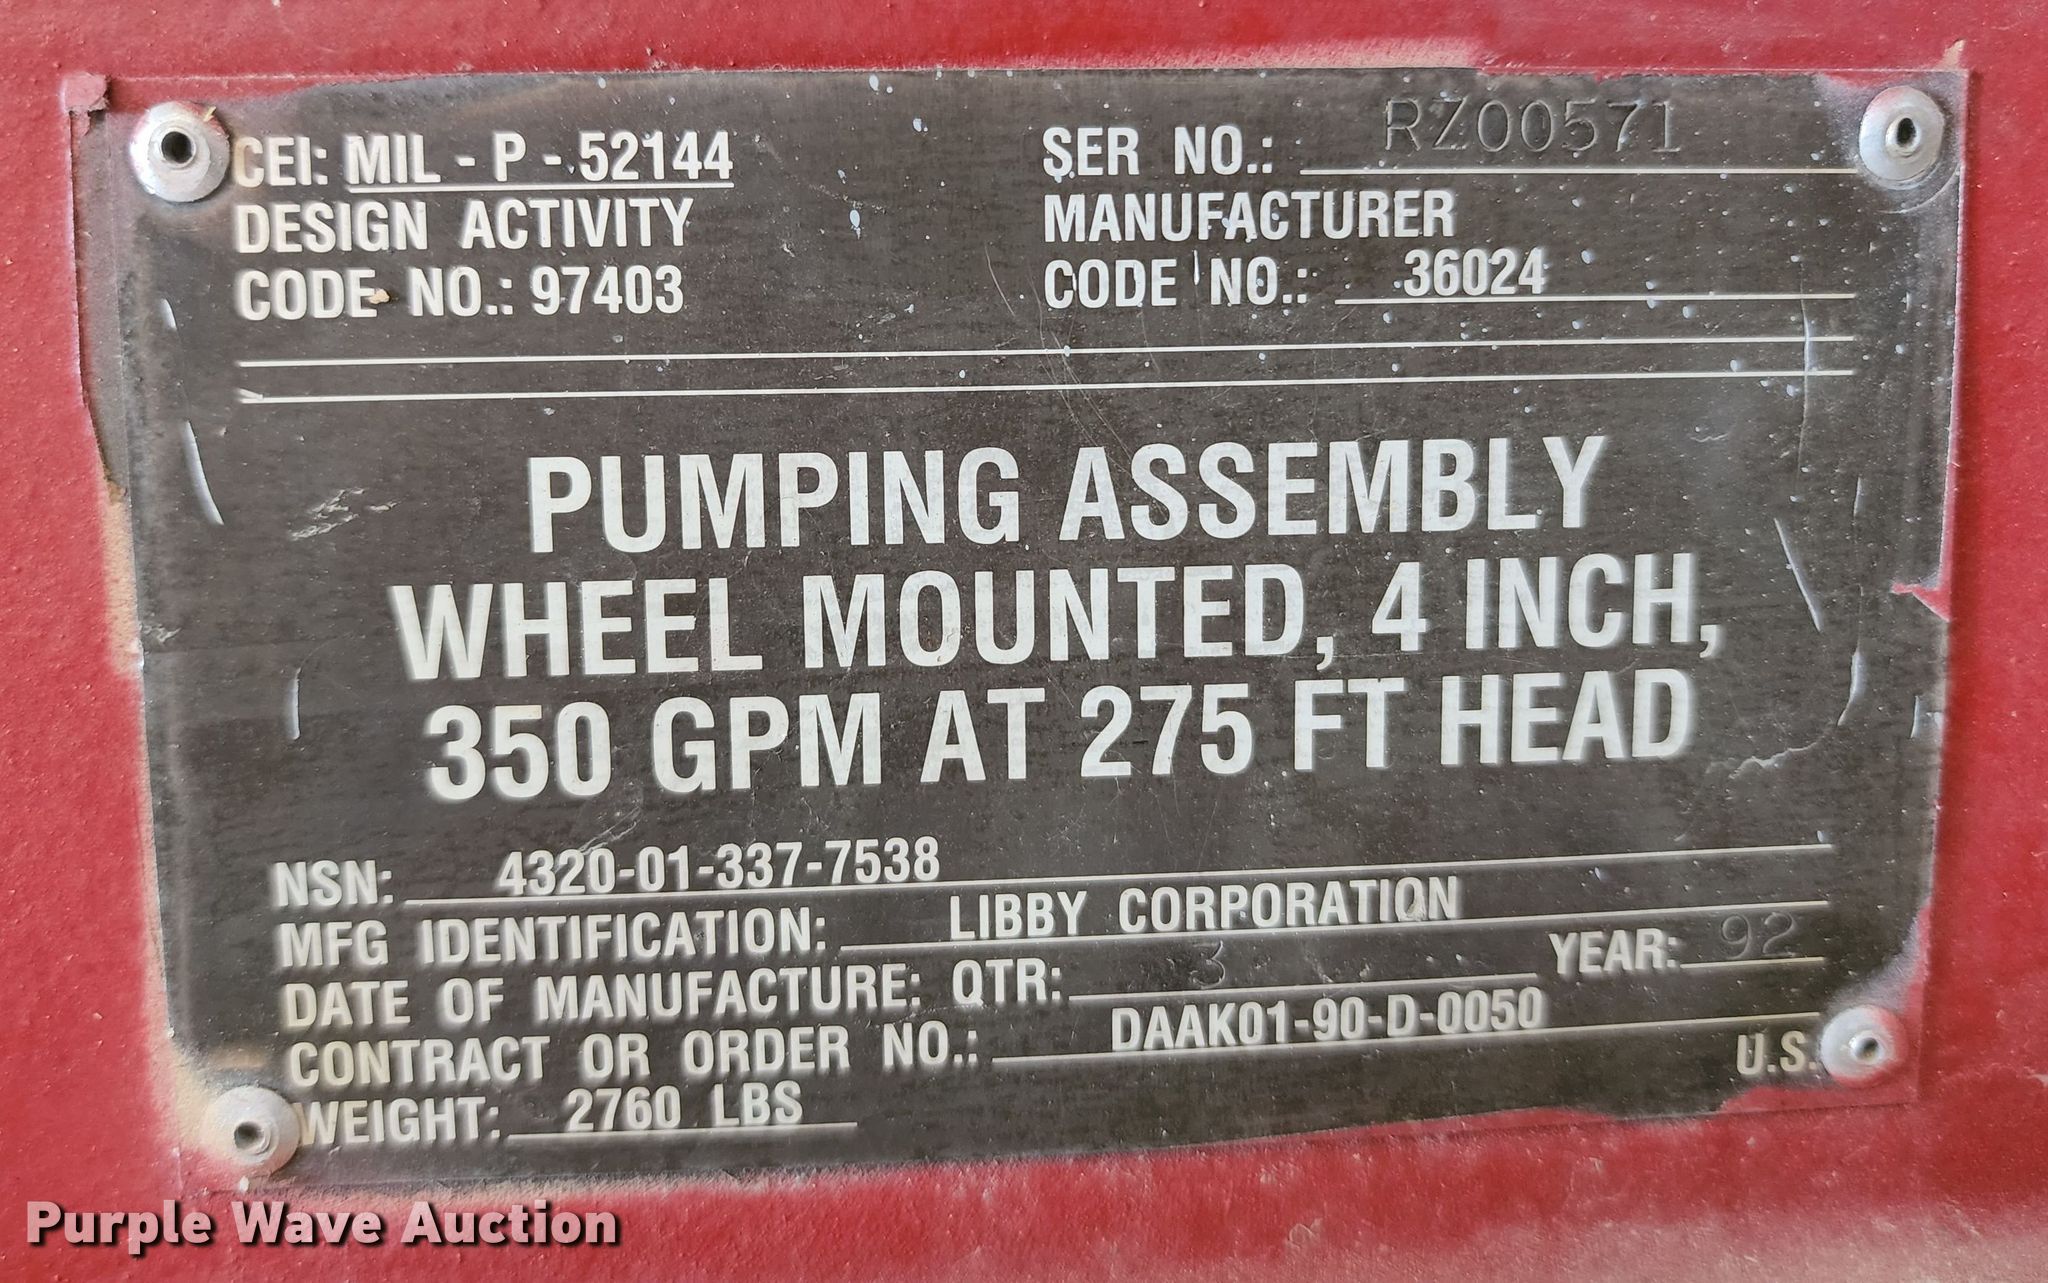 CEI: MIL - P - 52144
DESIGN ACTIVITY
CODE NO.: 97403
SER NO.: RZ00571
MANUFACTURER
CODE NO.: 36024
PUMPING ASSEMBLY
WHEEL MOUNTED, 4 INCH,
350 GPM AT 275 FT HEAD
NSN: 4320-01-337-7538
MFG IDENTIFICATION: LIBBY CORPORATION
DATE OF MANUFACTURE: QTR: 3 YEAR: 92
CONTRACT OR ORDER NO.: DAAK01-90-D-0050
WEIGHT: 2760 LBS
U.S.
Purple Wave Auction